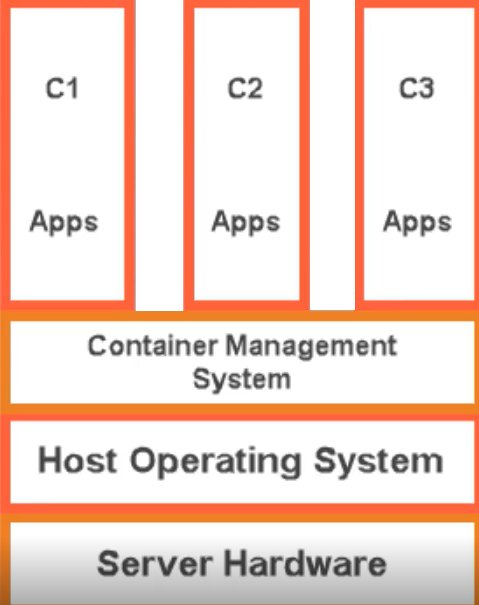 C1
C2
C3
Apps
Apps
Apps
Container Management
System
Host Operating System
Server Hardware